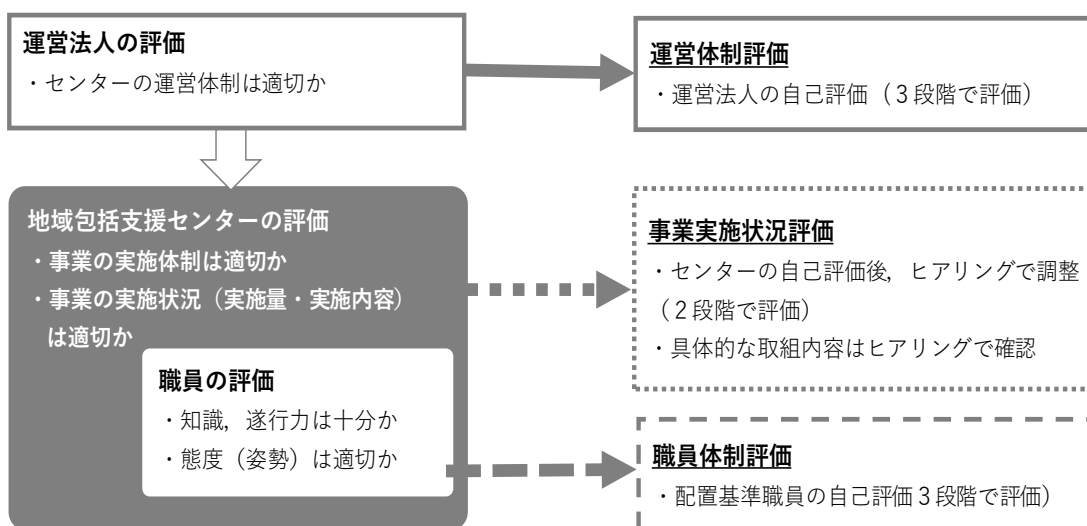 運営法人の評価
・センターの運営体制は適切か
運営体制評価
・運営法人の自己評価（３段階で評価）
地域包括支援センターの評価
・事業の実施体制は適切か
・事業の実施状況（実施量・実施内容）
は適切か
事業実施状況評価
・センターの自己評価後，ヒアリングで調整
（２段階で評価）
・具体的な取組内容はヒアリングで確認
職員の評価
・知識，遂行力は十分か
・態度（姿勢）は適切か
職員体制評価
・配置基準職員の自己評価３段階で評価）